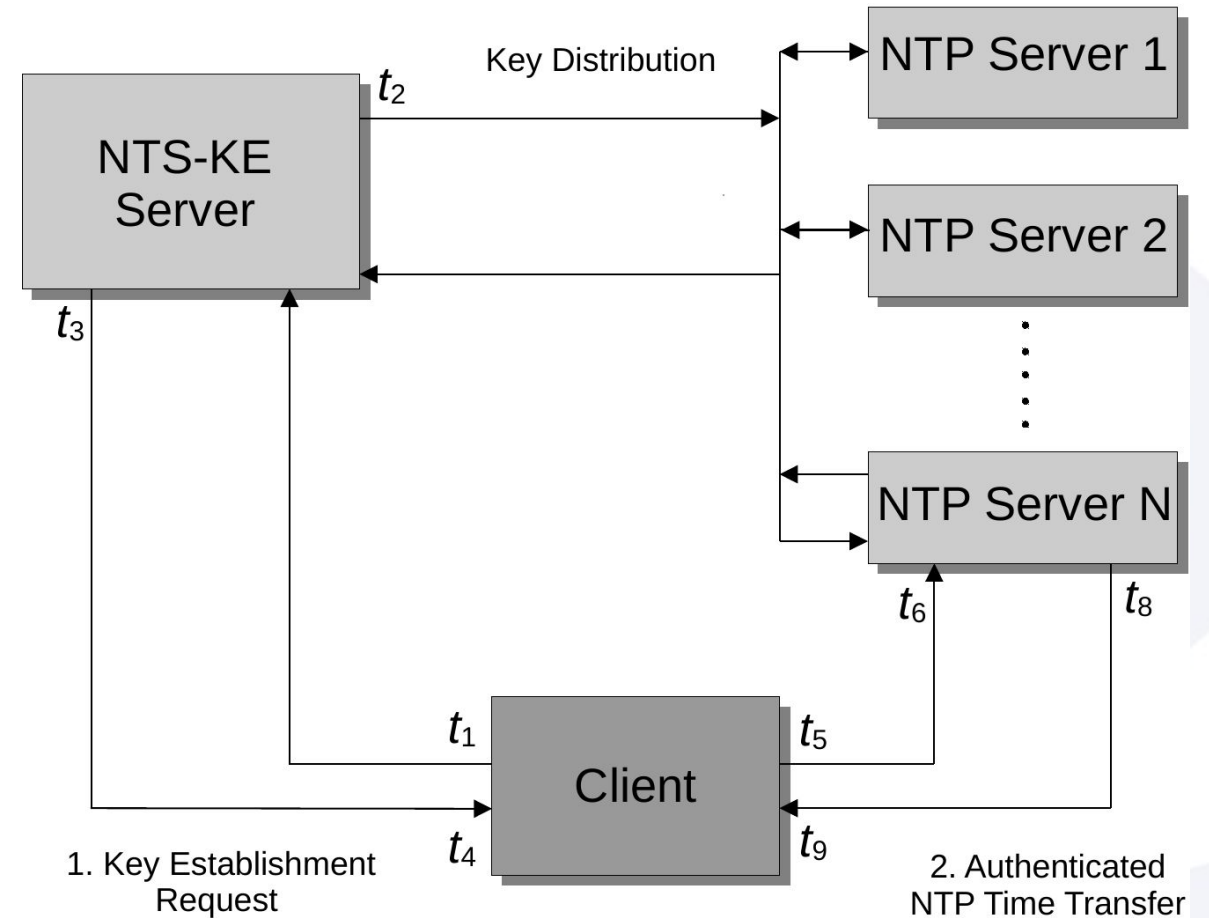 Key Distribution
NTP Server 1
t2
NTS-KE
Server
NTP Server 2
t3
NTP Server N
t6
t8
t1
t5
Client
t4
t9
1. Key Establishment
Request
2. Authenticated
NTP Time Transfer